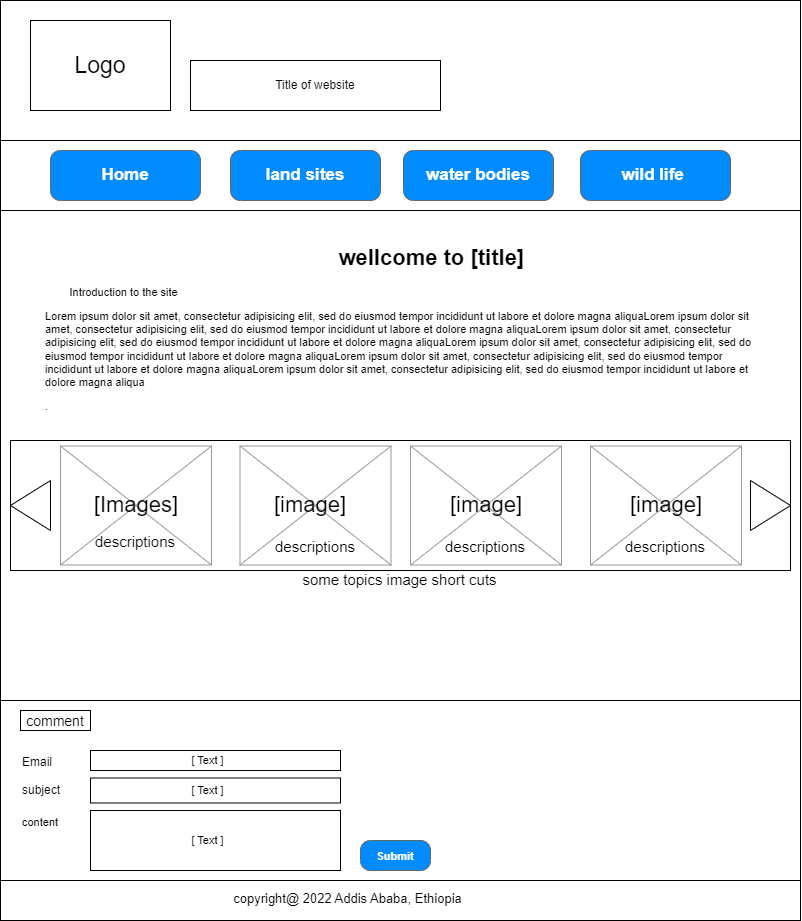 Logo
Title of website
Home
land sites
water bodies
wild life
wellcome to [title]
Introduction to the site
Lorem ipsum dolor sit amet, consectetur adipisicing elit, sed do eiusmod tempor incididunt ut labore et dolore magna aliquaLorem ipsum dolor sit
amet, consectetur adipisicing elit, sed do eiusmod tempor incididunt ut labore et dolore magna aliquaLorem ipsum dolor sit amet, consectetur
adipisicing elit, sed do eiusmod tempor incididunt ut labore et dolore magna aliquaLorem ipsum dolor sit amet, consectetur adipisicing elit, sed do
eiusmod tempor incididunt ut labore et dolore magna aliquaLorem ipsum dolor sit amet, consectetur adipisicing elit, sed do eiusmod tempor
incididunt ut labore et dolore magna aliquaLorem ipsum dolor sit amet, consectetur adipisicing elit, sed do eiusmod tempor incididunt ut labore et
dolore magna aliqua
.
[Images]
descriptions
[image]
descriptions
[image]
descriptions
[image]
descriptions
some topics image short cuts
comment
Email
[ Text ]
subject
[ Text ]
content
[ Text ]
Submit
copyright@ 2022 Addis Ababa, Ethiopia